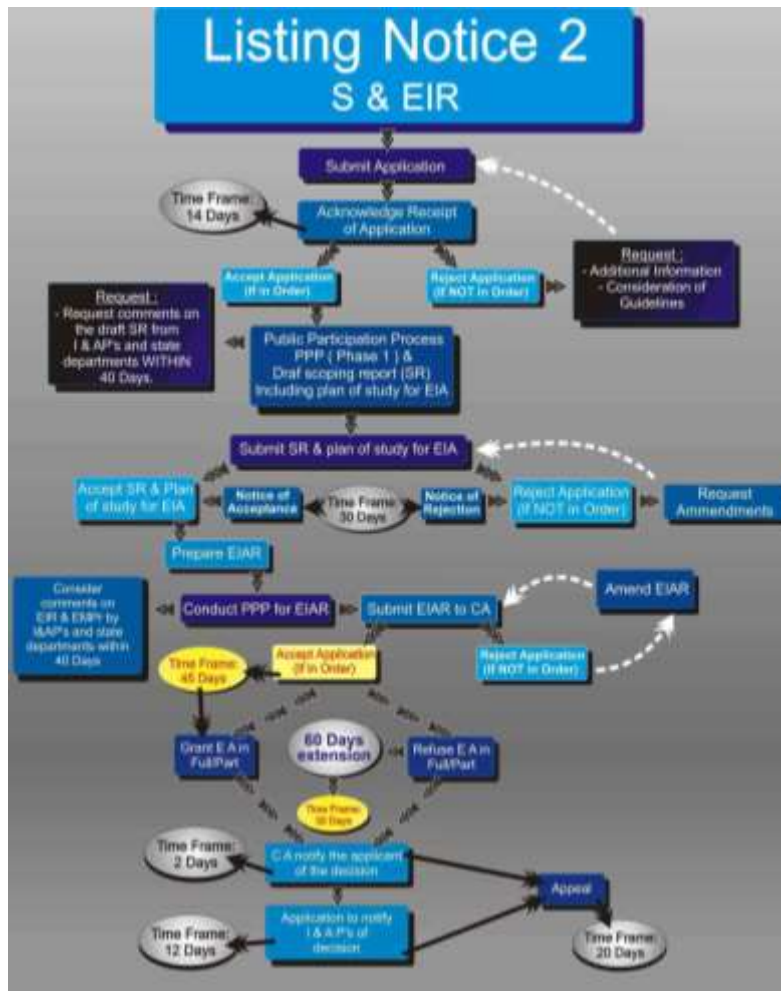 Listing Notice 2
S & EIR
Submit Application
Time Frame:
14 Days
Acknowledge Receipt
of Application
Accept Application
(If in Order)
Reject Application
(If NOT in Order)
Request :
- Additional Information
- Consideration of
Guidelines
Request :
- Request comments on
the draft SR from
I & AP's and state
departments WITHIN
40 Days.
Public Participation Process
PPP ( Phase 1 ) &
Draf scoping report (SR)
Including plan of study for EIA
Submit SR & plan of study for EIA
Accept SR & Plan
of study for EIA
Notice of
Acceptance
Time Frame:
30 Days
Notice of
Rejection
Reject Application
(If NOT in Order)
Request
Ammendments
Prepare EIAR
Consider
comments on
EIR & EMPr by
I&AP's and state
departments within
40 Days
Conduct PPP for EIAR
Submit EIAR to CA
Amend EIAR
Time Frame:
45 Days
Accept Application
(If in Order)
Reject Application
(If NOT in Order)
Grant E A in
Full/Part
60 Days
extension
Refuse E A in
Full/Part
Time Frame:
Time Frame:
2 Days
C A notify the applicant
of the decision
Appeal
Time Frame:
12 Days
Application to notify
I & A P's of
decision
Time Frame:
20 Days